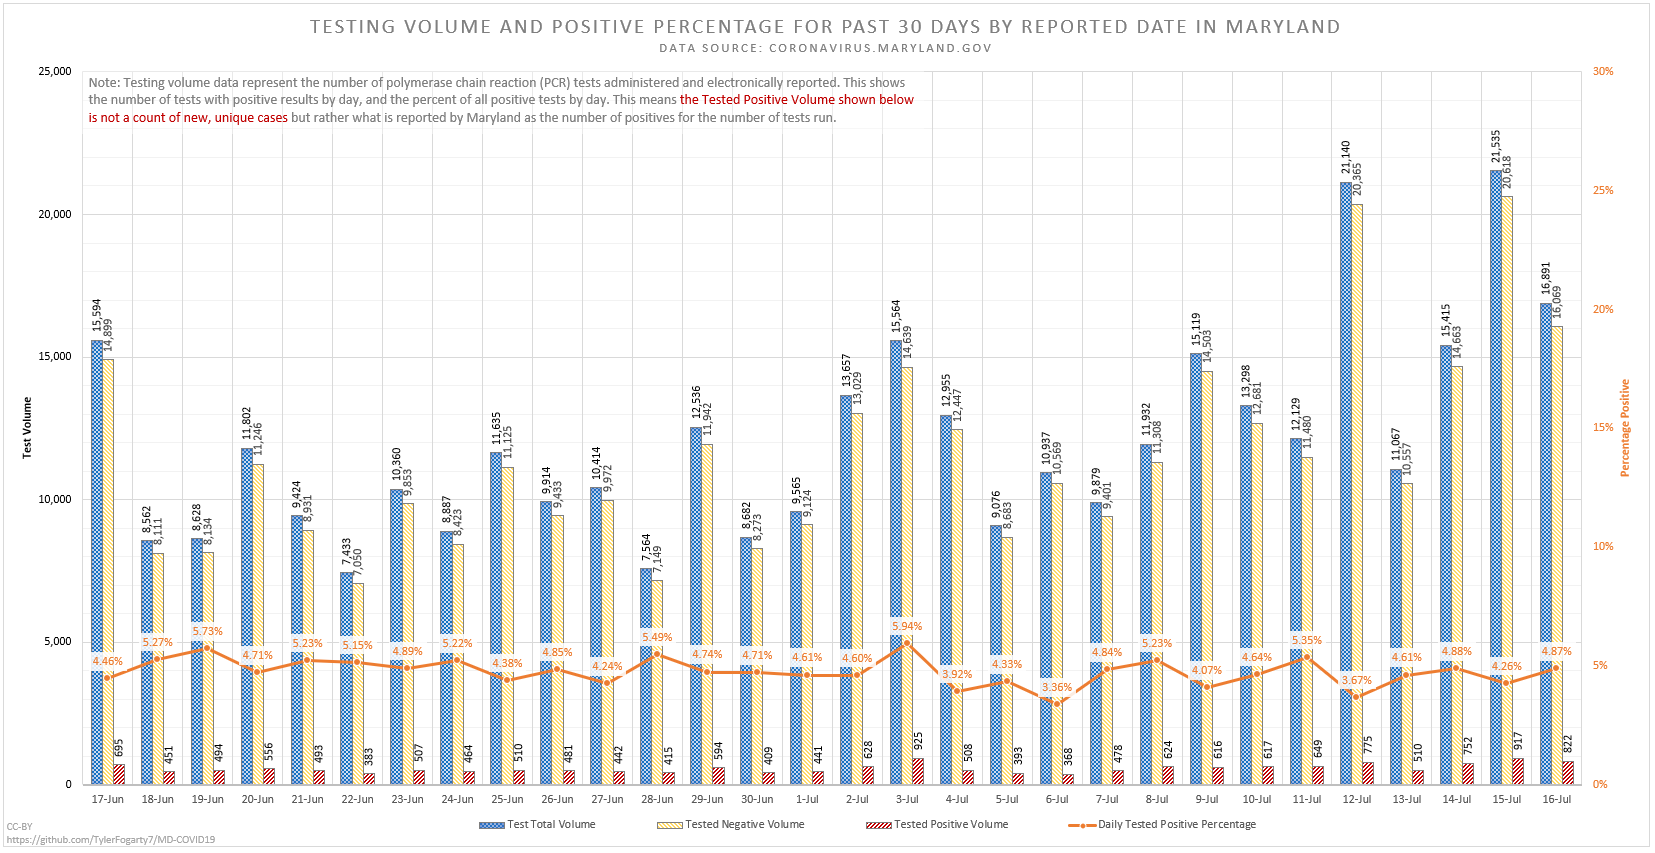 TESTING VOLUME AND POSITIVE PERCENTAGE FOR PAST 30 DAYS BY REPORTED DATE IN MARYLAND
DATA SOURCE: CORONAVIRUS.MARYLAND.GOV
Note: Testing volume data represent the number of polymerase chain reaction (PCR) tests administered and electronically reported. This shows
the number of tests with positive results by day, and the percent of all positive tests by day. This means the Tested Positive Volume shown below
is not a count of new, unique cases but rather what is reported by Maryland as the number of positives for the number of tests run.
Test Volume
25,000
20,000
15,000
10,000
5,000
0
Percentage Positive
30%
25%
20%
15%
10%
5%
0%
15,594 14,899 4.46% 695
8,562 8,111 5.27% 451
8,628 8,134 5.73% 494
11,802 11,246 4.71% 556
9,424 8,931 5.23% 493
7,433 7,050 5.15% 383
10,360 9,853 4.89% 507
8,887 8,423 5.22% 464
11,635 11,125 4.38% 510
9,914 9,433 4.85% 481
10,414 9,972 4.24% 442
7,564 7,149 5.49% 415
12,536 11,942 4.74% 594
8,682 8,273 4.71% 409
9,565 9,124 4.61% 441
13,657 13,029 4.60% 628
15,564 14,639 5.94% 925
12,955 12,447 3.92% 508
9,076 8,683 4.33% 393
10,937 10,569 3.36% 368
9,879 9,401 4.84% 478
11,932 11,308 5.23% 624
15,119 14,503 4.07% 616
13,298 12,681 4.64% 617
12,129 11,480 5.35% 649
21,140 20,365 3.67% 775
11,067 10,557 4.61% 510
15,415 14,663 4.88% 752
21,535 20,618 4.26% 917
16,891 16,069 4.87% 822
17-Jun 18-Jun 19-Jun 20-Jun 21-Jun 22-Jun 23-Jun 24-Jun 25-Jun 26-Jun 27-Jun 28-Jun 29-Jun 30-Jun 1-Jul 2-Jul 3-Jul 4-Jul 5-Jul 6-Jul 7-Jul 8-Jul 9-Jul 10-Jul 11-Jul 12-Jul 13-Jul 14-Jul 15-Jul 16-Jul
Test Total Volume Tested Negative Volume Tested Positive Volume Daily Tested Positive Percentage
CC-BY
https://github.com/TylerFogarty7/MD-COVID19